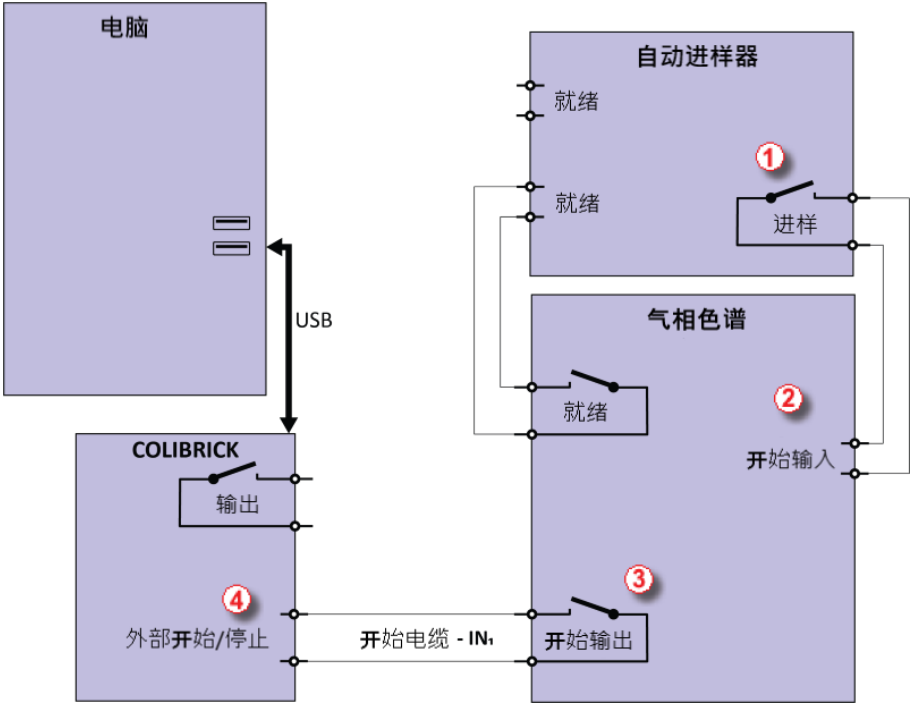 电脑
USB
COLIBRICK
输出
4
外部开始/停止
开始电缆 - IN₁
自动进样器
就绪
就绪
1
进样
气相色谱
就绪
2
开始输入
3
开始输出